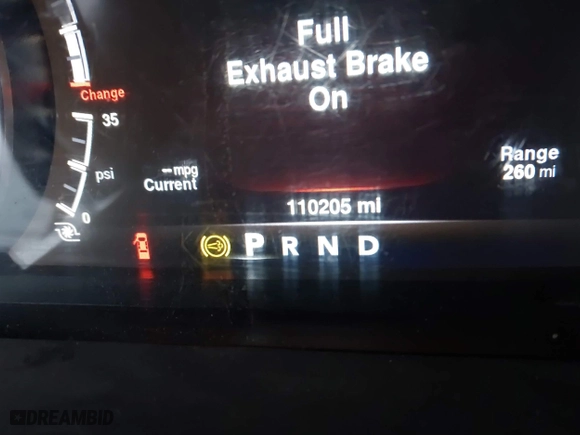 Full
Exhaust Brake
On
Change
35
psi
0
--mpg
Current
Range
260 mi
110205 mi
P R N D
DREAMBID